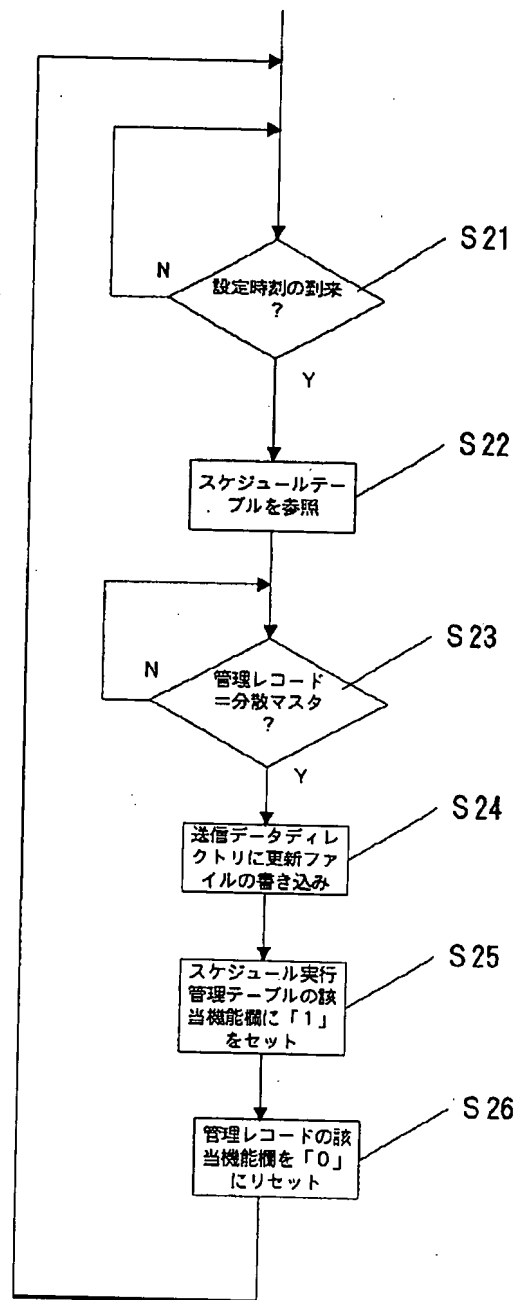 S21
N
設定時刻の到来
?
Y
S22
スケジュールテー
ブルを参照
S23
N
管理レコード
=分散マスタ
?
Y
S24
送信データディレ
クトリに更新ファ
イルの書き込み
S25
スケジュール実行
管理テーブルの該
当機能欄に「1」
をセット
S26
管理レコードの該
当機能欄を「0」
にリセット